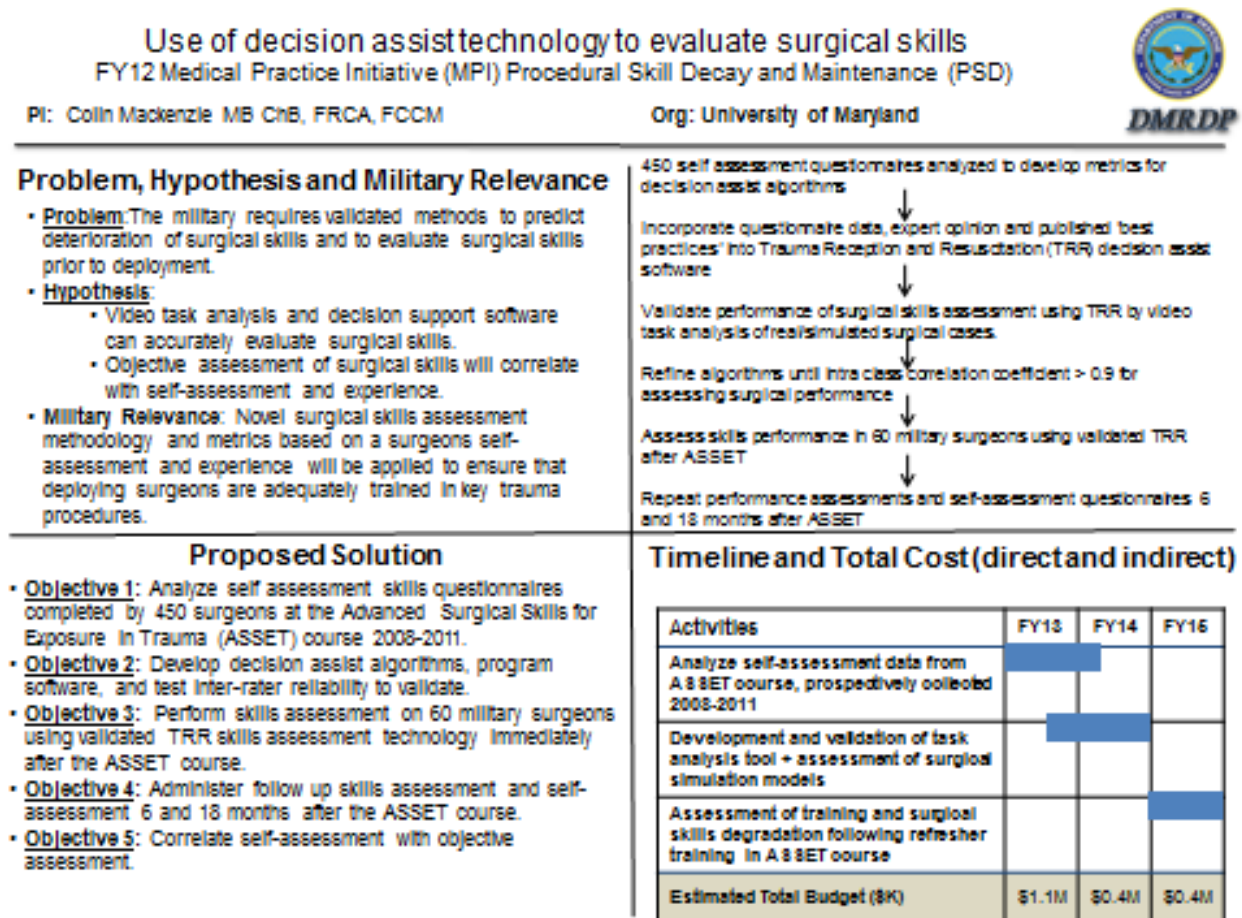 Use of decision assist technology to evaluate surgical skills
FY12 Medical Practice Initiative (MPI) Procedural Skill Decay and Maintenance (PSD)
PI: Colin Mackenzie MB ChB, FRCA, FCCM
Org: University of Maryland
DMRDP
Problem, Hypothesis and Military Relevance
• Problem: The military requires validated methods to predict
deterioration of surgical skills and to evaluate surgical skills
prior to deployment.
• Hypothesis:
• Video task analysis and decision support software
can accurately evaluate surgical skills.
• Objective assessment of surgical skills will correlate
with self-assessment and experience.
• Military Relevance: Novel surgical skills assessment
methodology and metrics based on a surgeons self-
assessment and experience will be applied to ensure that
deploying surgeons are adequately trained in key trauma
procedures.
450 self assessment questionnaires analyzed to develop metrics for
decision assist algorithms
Incorporate questionnaire data, expert opinion and published 'best
practices' into Trauma Reception and Resuscitation (TRR) decision assist
software
Validate performance of surgical skills assessment using TRR by video
task analysis of real/simulated surgical cases.
Refine algorithms until intra class correlation coefficient > 0.9 for
assessing surgical performance
Assess skills performance in 60 military surgeons using validated TRR
after ASSET
Repeat performance assessments and self-assessment questionnaires 6
and 18 months after ASSET
Proposed Solution
• Objective 1: Analyze self assessment skills questionnaires
completed by 450 surgeons at the Advanced Surgical Skills for
Exposure in Trauma (ASSET) course 2008-2011.
• Objective 2: Develop decision assist algorithms, program
software, and test inter-rater reliability to validate.
• Objective 3: Perform skills assessment on 60 military surgeons
using validated TRR skills assessment technology immediately
after the ASSET course.
• Objective 4: Administer follow up skills assessment and self-
assessment 6 and 18 months after the ASSET course.
• Objective 5: Correlate self-assessment with objective
assessment.
Timeline and Total Cost (direct and indirect)
Activities FY13 FY14 FY15
Analyze self-assessment data from
ASSET course, prospectively collected
2008-2011
Development and validation of task
analysis tool + assessment of surgical
simulation models
Assessment of training and surgical
skills degradation following refresher
training in ASSET course
Estimated Total Budget ($K) $1.1M $0.4M $0.4M